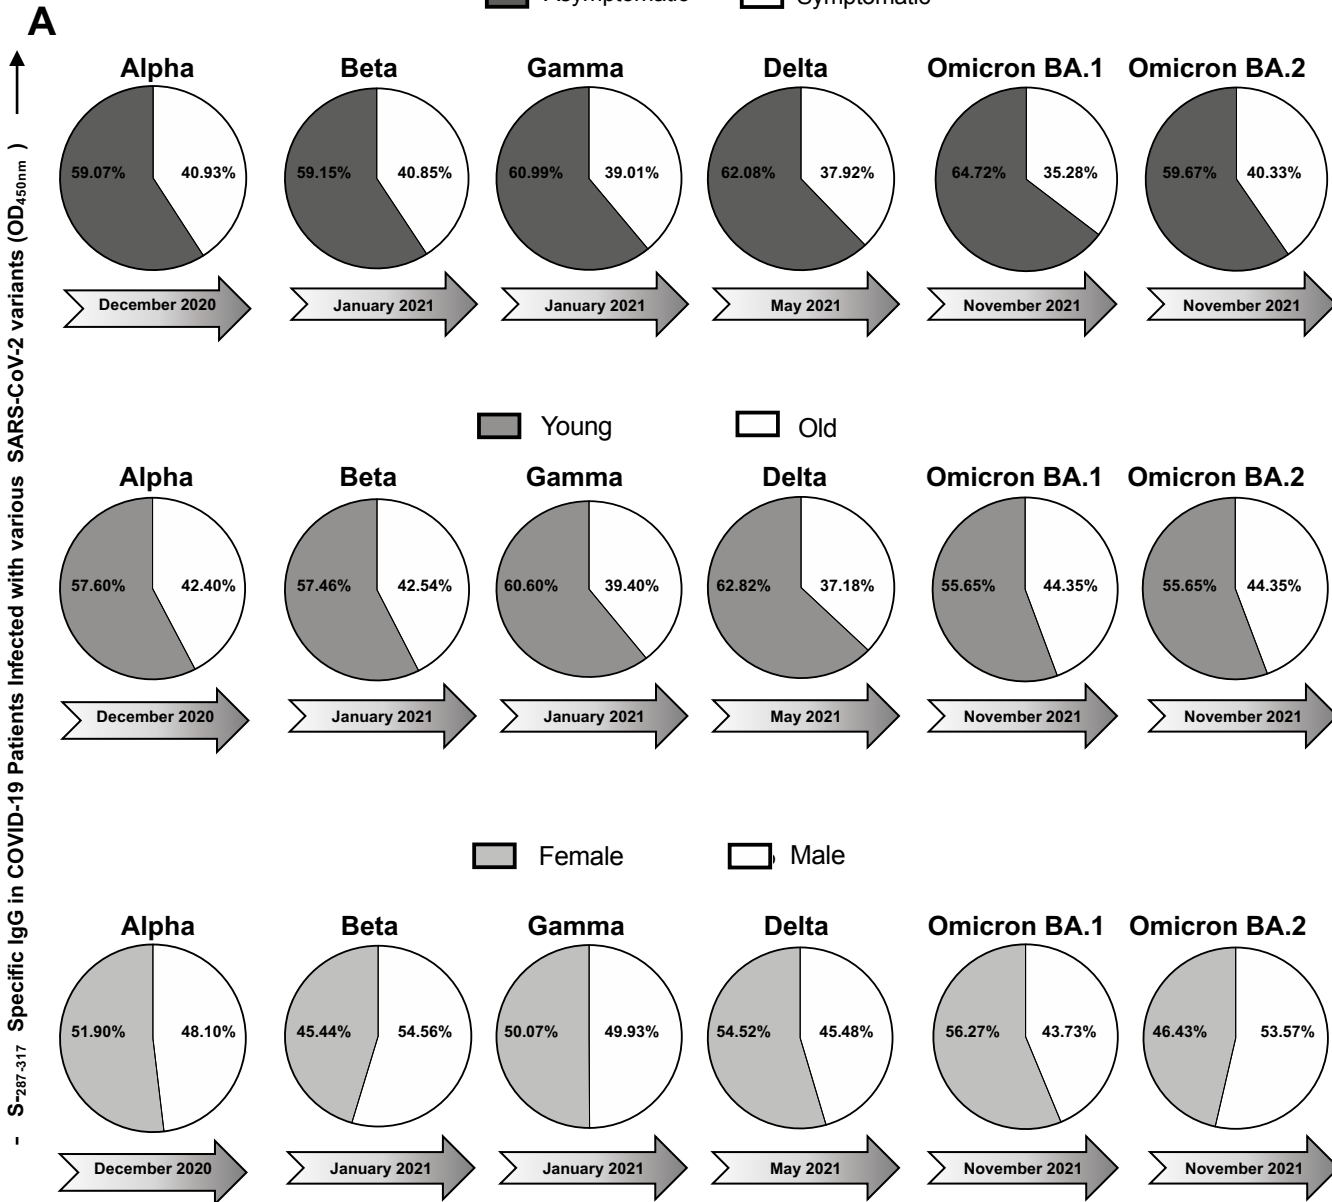 Asymptomatic Symptomatic
A
Alpha Beta Gamma Delta Omicron BA.1 Omicron BA.2
59.07% 40.93% 59.15% 40.85% 60.99% 39.01% 62.08% 37.92% 64.72% 35.28% 59.67% 40.33%
December 2020 January 2021 January 2021 May 2021 November 2021 November 2021
Young Old
Alpha Beta Gamma Delta Omicron BA.1 Omicron BA.2
57.60% 42.40% 57.46% 42.54% 60.60% 39.40% 62.82% 37.18% 55.65% 44.35% 55.65% 44.35%
December 2020 January 2021 January 2021 May 2021 November 2021 November 2021
Female Male
Alpha Beta Gamma Delta Omicron BA.1 Omicron BA.2
51.90% 48.10% 45.44% 54.56% 50.07% 49.93% 54.52% 45.48% 56.27% 43.73% 46.43% 53.57%
December 2020 January 2021 January 2021 May 2021 November 2021 November 2021
- S-287-317 Specific IgG in COVID-19 Patients Infected with various SARS-CoV-2 variants (OD450nm )